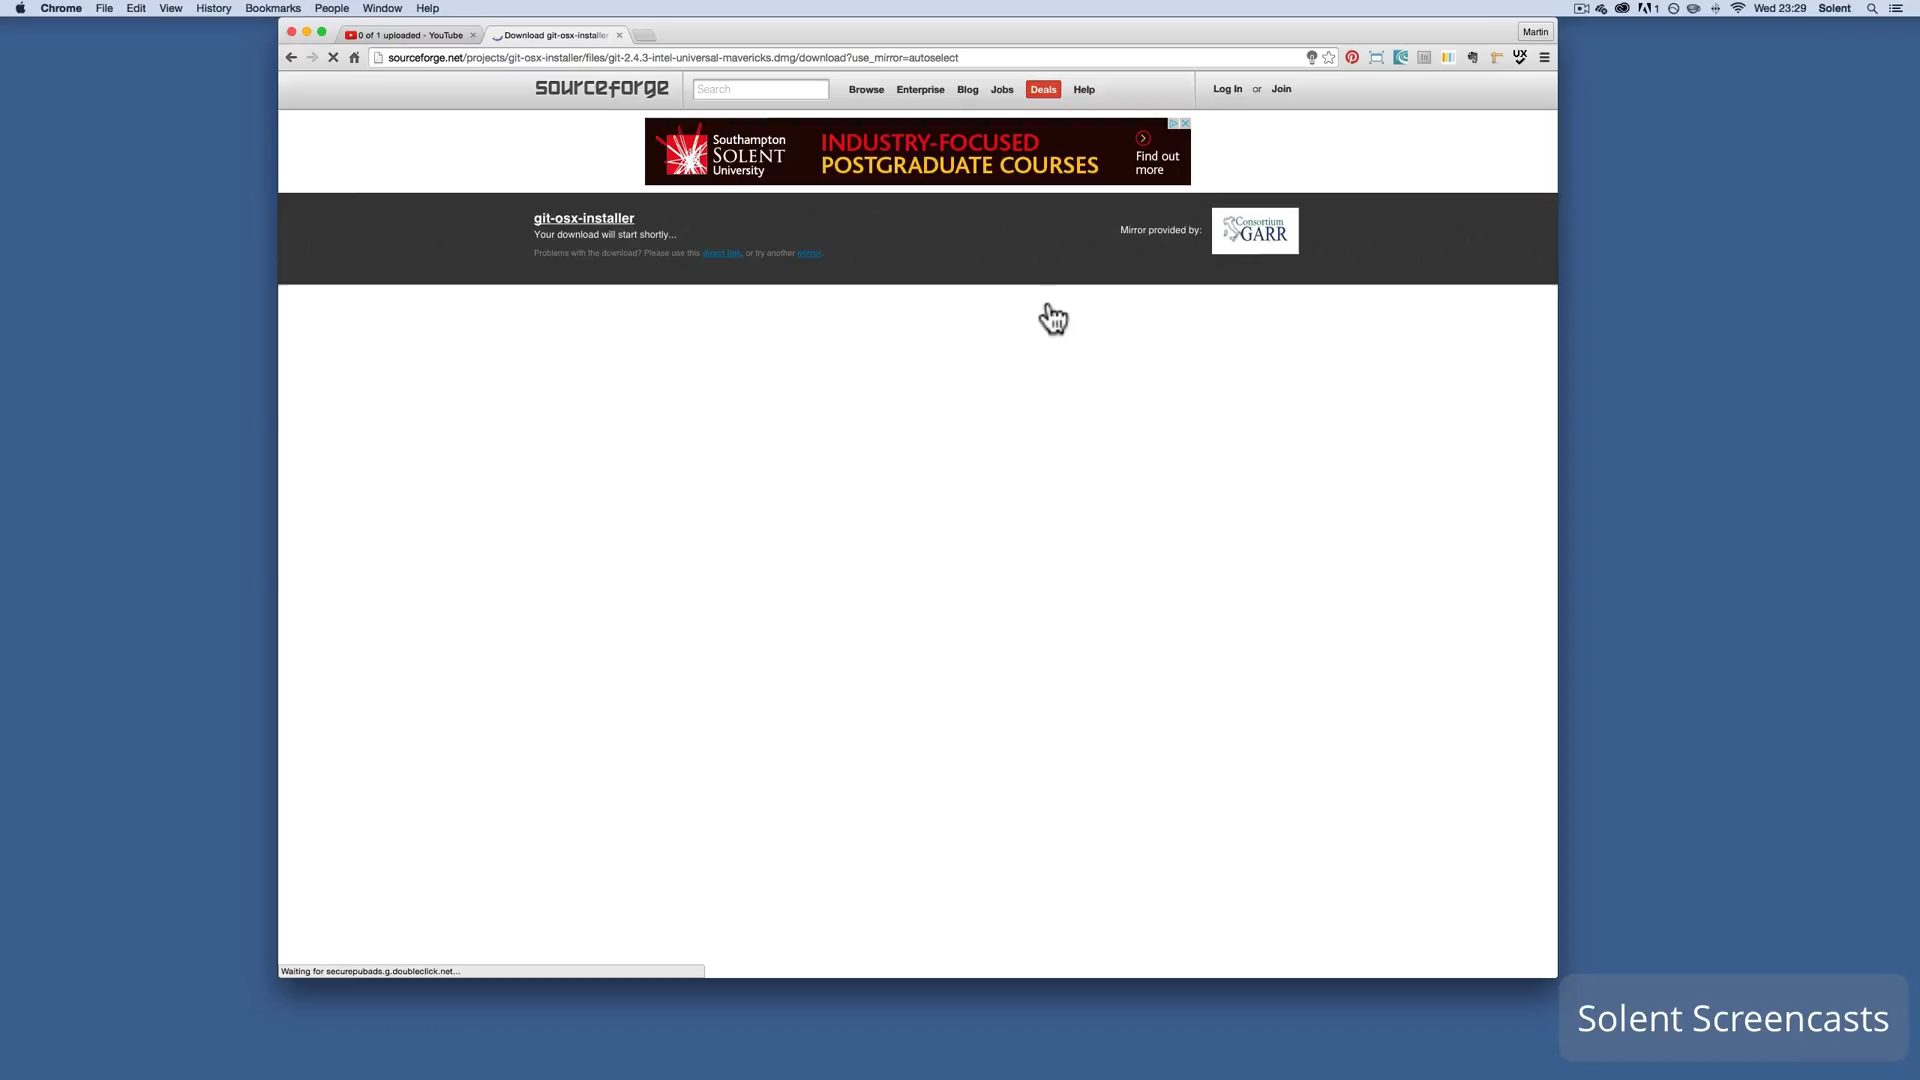 Chrome File Edit View History Bookmarks People Window Help 1 Wed 23:29 Solent
0 of 1 uploaded - YouTube Download git-osx-installer Martin
sourceforge.net/projects/git-osx-installer/files/git-2.4.3-intel-universal-mavericks.dmg/download?use_mirror=autoselect UX
sourceforge Search Browse Enterprise Blog Jobs Deals Help Log In or Join
Southampton
SOLENT
University
INDUSTRY-FOCUSED
POSTGRADUATE COURSES
Find out
more
git-osx-installer
Your download will start shortly...
Problems with the download? Please use this direct link, or try another mirror.
Mirror provided by:
Consortium
GARR
Waiting for securepubads.g.doubleclick.net...
Solent Screencasts